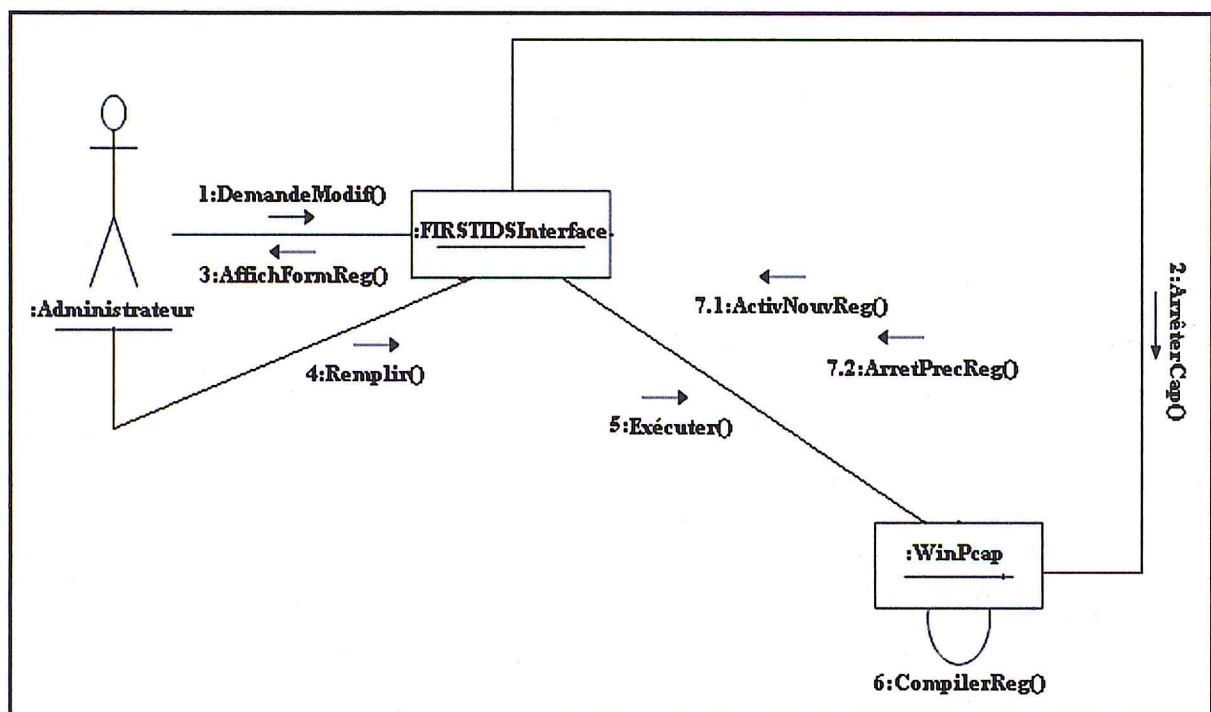 1:DemandeModif()
:FIRSTIDSInterface
3:AffichFormReg()
:Administrateur
4:Remplir()
7.1:ActivNouvReg()
7.2:ArretPrecReg()
5:Exécuter()
2:ArrêterCap()
:WinPcap
6:CompilerReg()